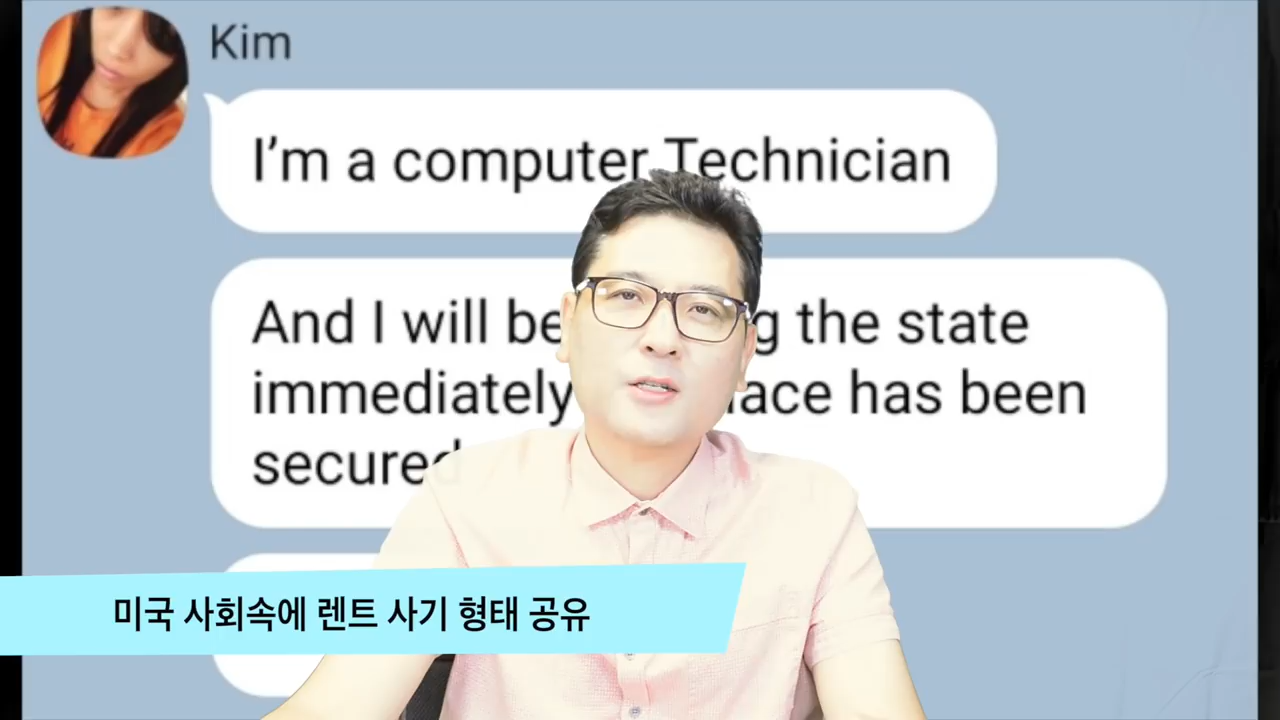 Kim
I'm a computer Technician
And I will be g the state
immediately lace has been
secured
미국 사회속에 렌트 사기 형태 공유